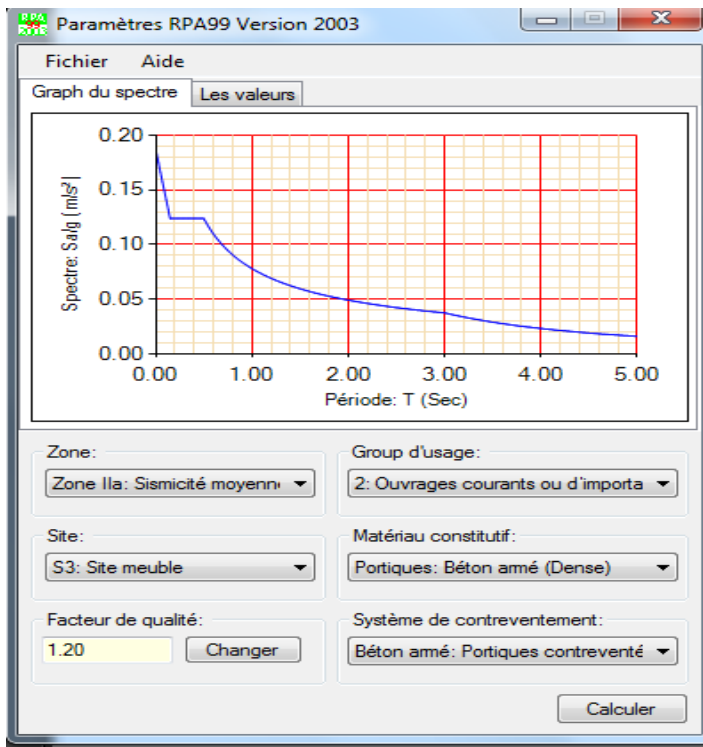 RPA
99
2003
Paramètres RPA99 Version 2003
Fichier Aide
Graph du spectre Les valeurs
Spectre: Sa/g [m/s²]
0.20
0.15
0.10
0.05
0.00
0.00 1.00 2.00 3.00 4.00 5.00
Période: T (Sec)
Zone: Group d'usage:
Zone IIa: Sismicité moyenn 2: Ouvrages courants ou d'importa
Site: Matériau constitutif:
S3: Site meuble Portiques: Béton armé (Dense)
Facteur de qualité: Système de contreventement:
1.20 Changer Béton armé: Portiques contreventé
Calculer